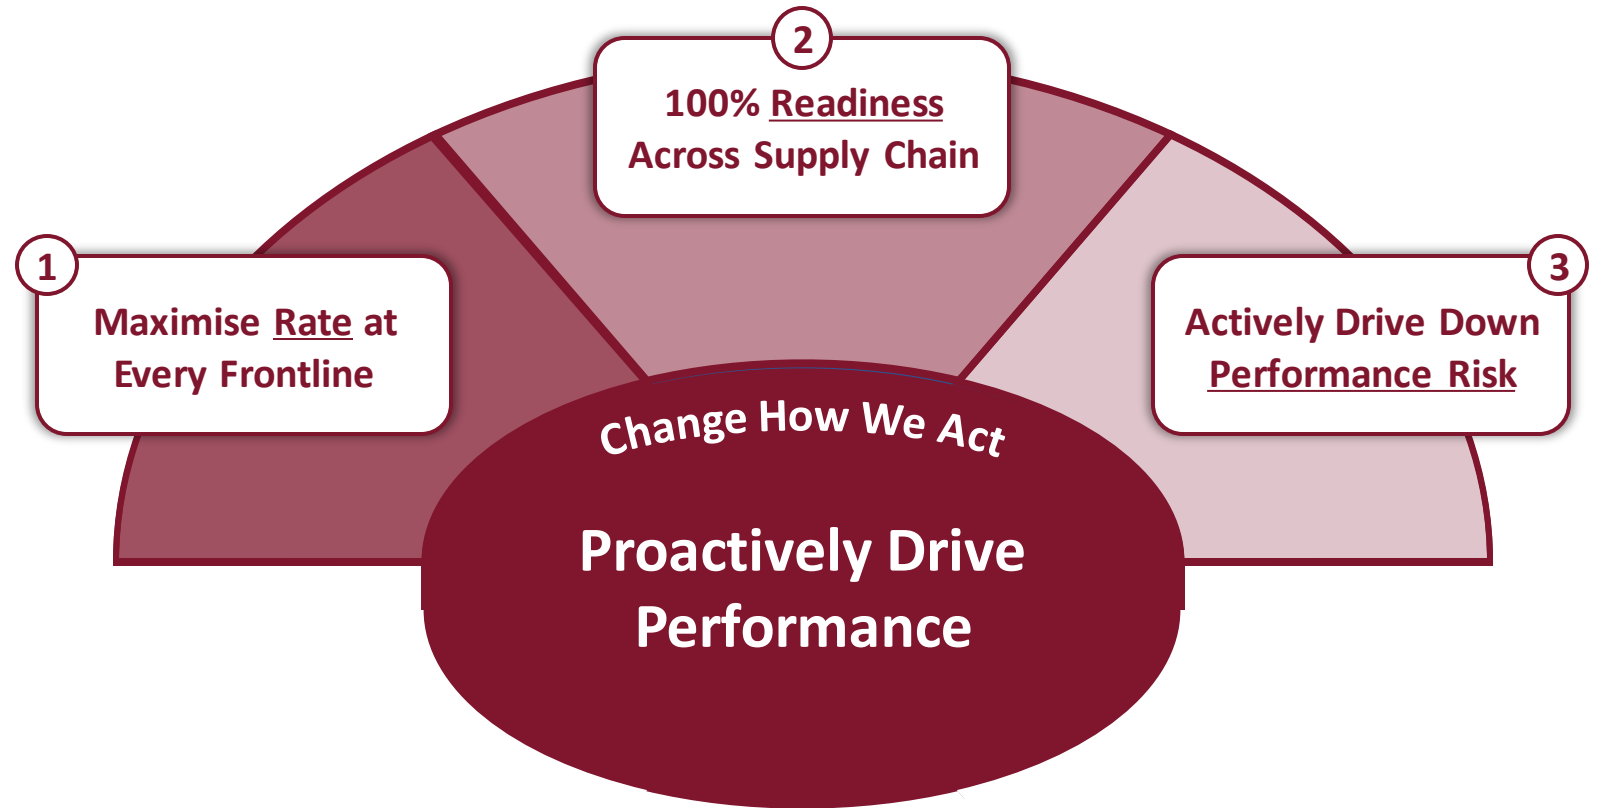 1
Maximise Rate at
Every Frontline
2
100% Readiness
Across Supply Chain
3
Actively Drive Down
Performance Risk
Change How We Act
Proactively Drive
Performance